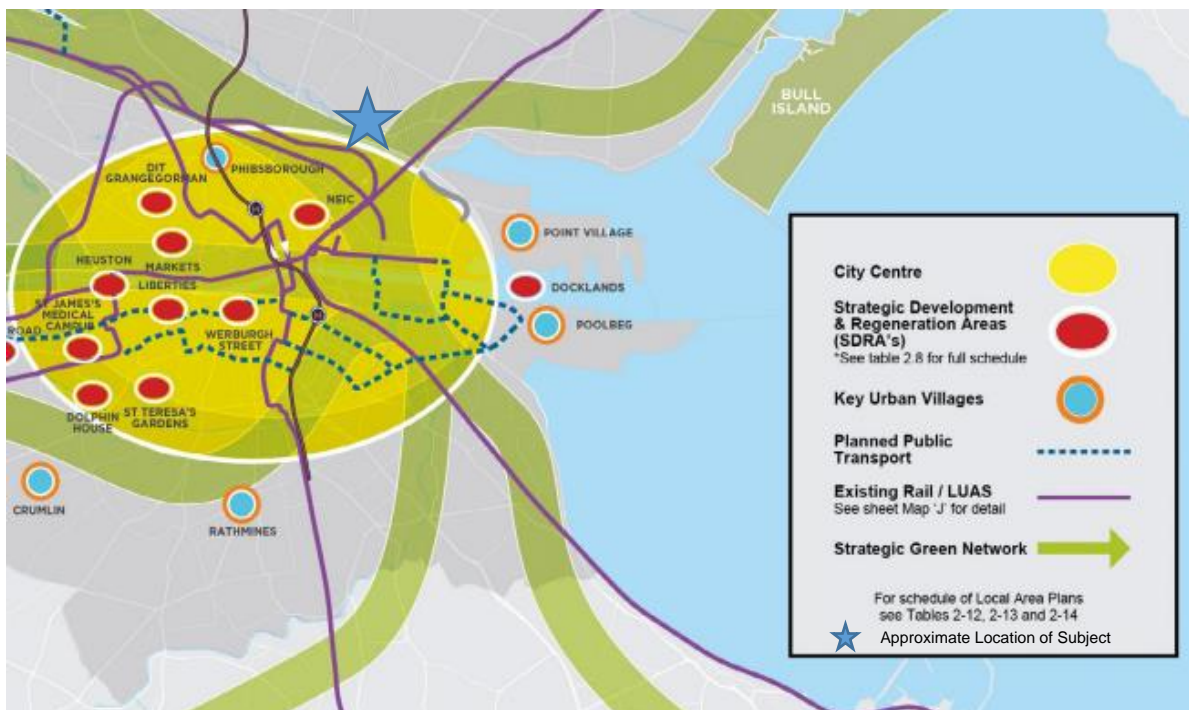 BULL
ISLAND
PHIBSBOROUGH
DIT
GRANGEGORMAN
NEIC
POINT VILLAGE
MARKETS
HEUSTON
LIBERTIES
DOCKLANDS
ST JAMES'S
MEDICAL
CAMPUS
ROAD
WERBURGH
STREET
POOLBEG
DOLPHIN
HOUSE
ST TERESA'S
GARDENS
CRUMLIN
RATHMINES
City Centre
Strategic Development
& Regeneration Areas
(SDRA's)
*See table 2.8 for full schedule
Key Urban Villages
Planned Public
Transport
Existing Rail / LUAS
See sheet Map 'J' for detail
Strategic Green Network
For schedule of Local Area Plans
see Tables 2-12, 2-13 and 2-14
Approximate Location of Subject